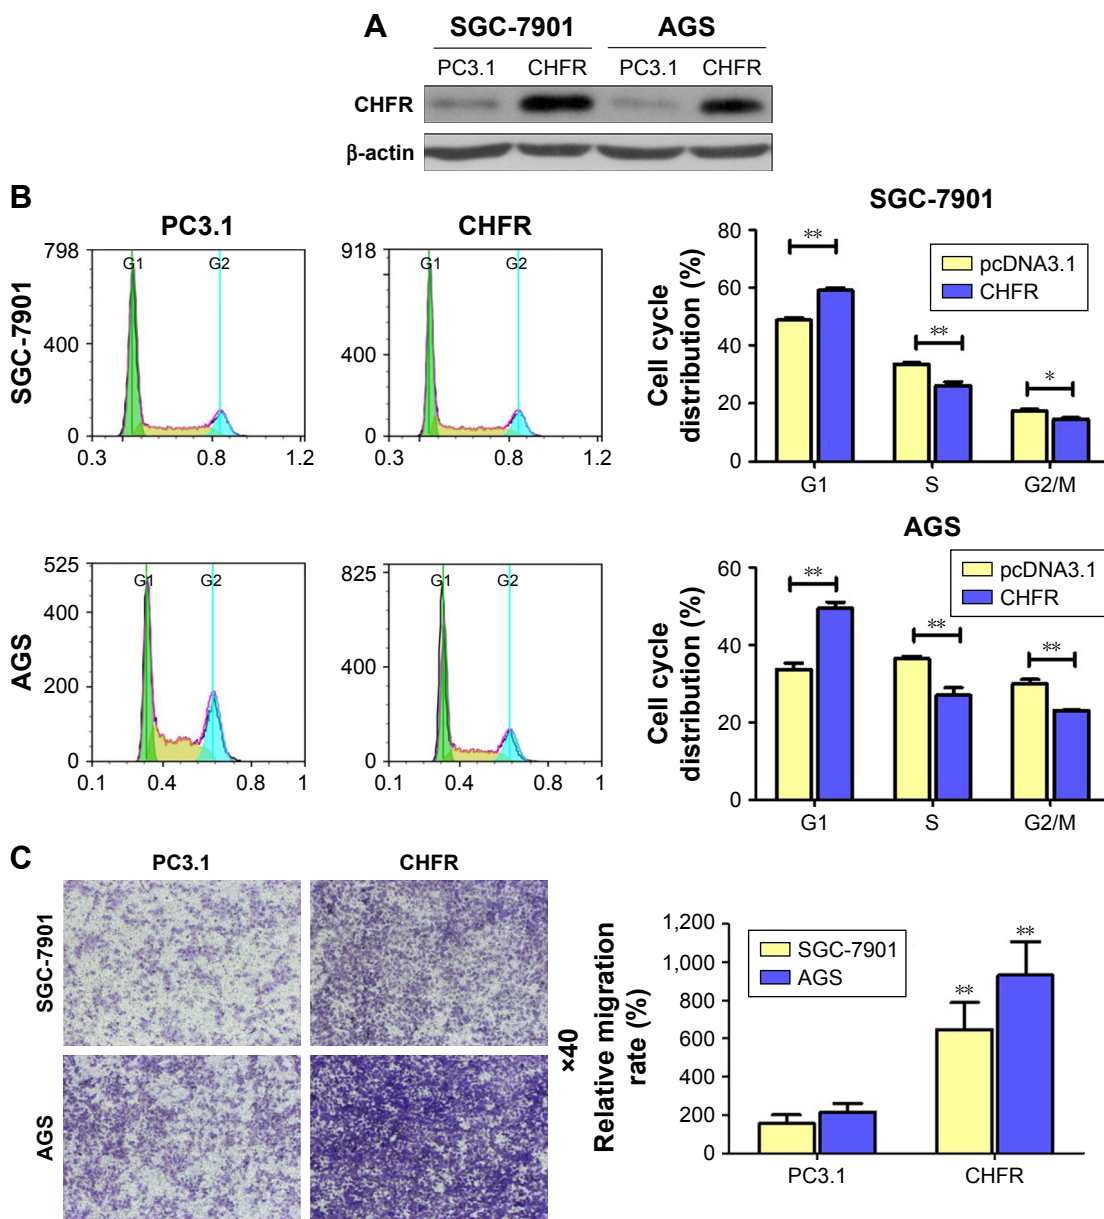 A
SGC-7901 AGS
PC3.1 CHFR PC3.1 CHFR
CHFR
β-actin
B
PC3.1 CHFR
SGC-7901
798
400
0
G1 G2
0.3 0.8 1.2
918
400
0
G1 G2
0.3 0.8 1.2
SGC-7901
Cell cycle
distribution (%)
80
60
40
20
0
** ** *
pcDNA3.1
CHFR
G1 S G2/M
AGS
525
400
200
0
G1 G2
0.1 0.4 1
825
400
0
G1 G2
0.1 0.4 1
AGS
Cell cycle
distribution (%)
60
40
20
0
** ** **
pcDNA3.1
CHFR
G1 S G2/M
C
PC3.1 CHFR
SGC-7901
AGS
×40
Relative migration
rate (%)
1,200
1,000
800
600
400
200
0
SGC-7901
AGS
** **
PC3.1 CHFR